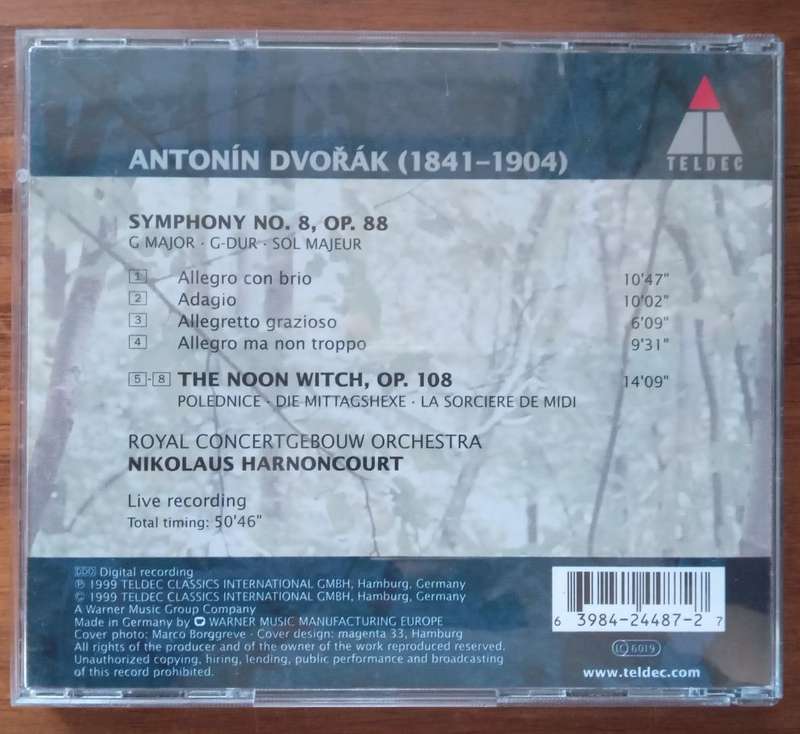 TELDEC
ANTONÍN DVOŘÁK (1841–1904)
SYMPHONY NO. 8, OP. 88
G MAJOR · G-DUR · SOL MAJEUR
1 Allegro con brio 10'47"
2 Adagio 10'02"
3 Allegretto grazioso 6'09"
4 Allegro ma non troppo 9'31"
5-8 THE NOON WITCH, OP. 108 14'09"
POLEDNICE · DIE MITTAGSHEXE · LA SORCIERE DE MIDI
ROYAL CONCERTGEBOUW ORCHESTRA
NIKOLAUS HARNONCOURT
Live recording
Total timing: 50'46"
DDD Digital recording
℗ 1999 TELDEC CLASSICS INTERNATIONAL GMBH, Hamburg, Germany
© 1999 TELDEC CLASSICS INTERNATIONAL GMBH, Hamburg, Germany
A Warner Music Group Company
Made in Germany by WARNER MUSIC MANUFACTURING EUROPE
Cover photo: Marco Borggreve · Cover design: magenta 33, Hamburg
All rights of the producer and of the owner of the work reproduced reserved.
Unauthorized copying, hiring, lending, public performance and broadcasting
of this record prohibited.
6 39842-44872 7
LC 6019
www.teldec.com